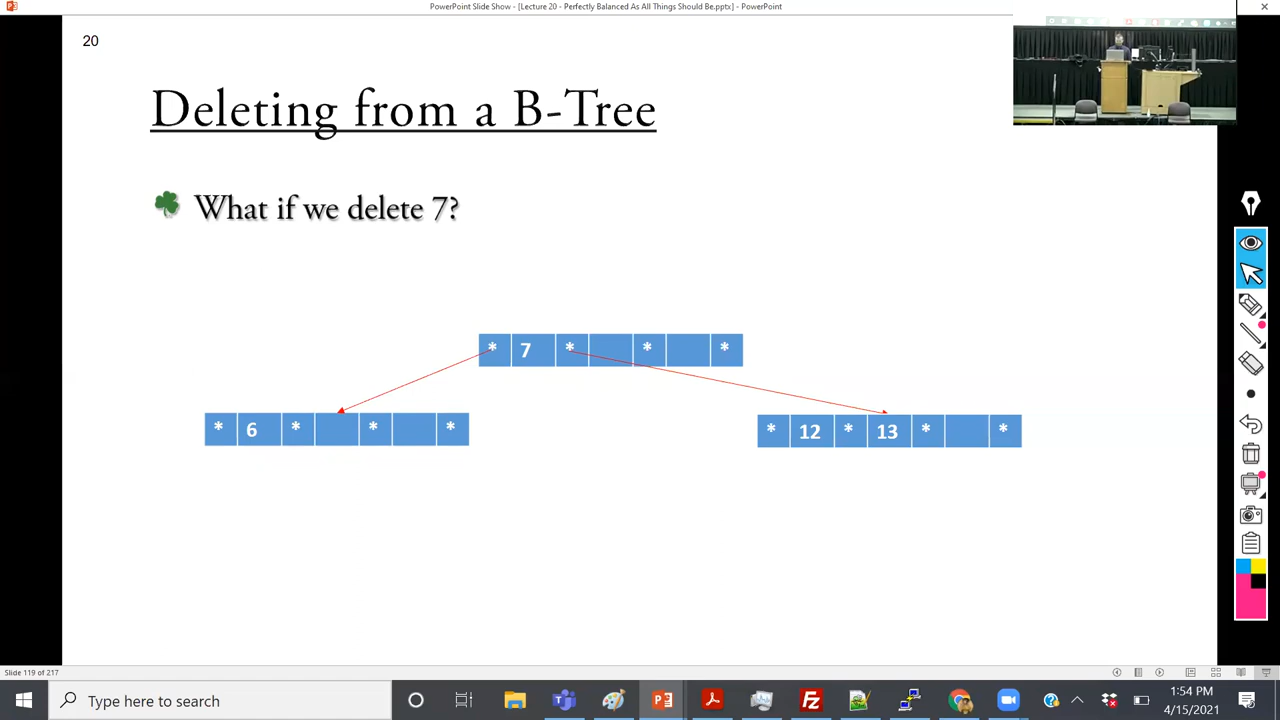 PowerPoint Slide Show - [Lecture 20 - Perfectly Balanced As All Things Should Be.pptx] - PowerPoint
20
Deleting from a B-Tree
What if we delete 7?
* 7 * * *
* 6 * * *
* 12 * 13 * *
Slide 119 of 217
Type here to search
1:54 PM
4/15/2021